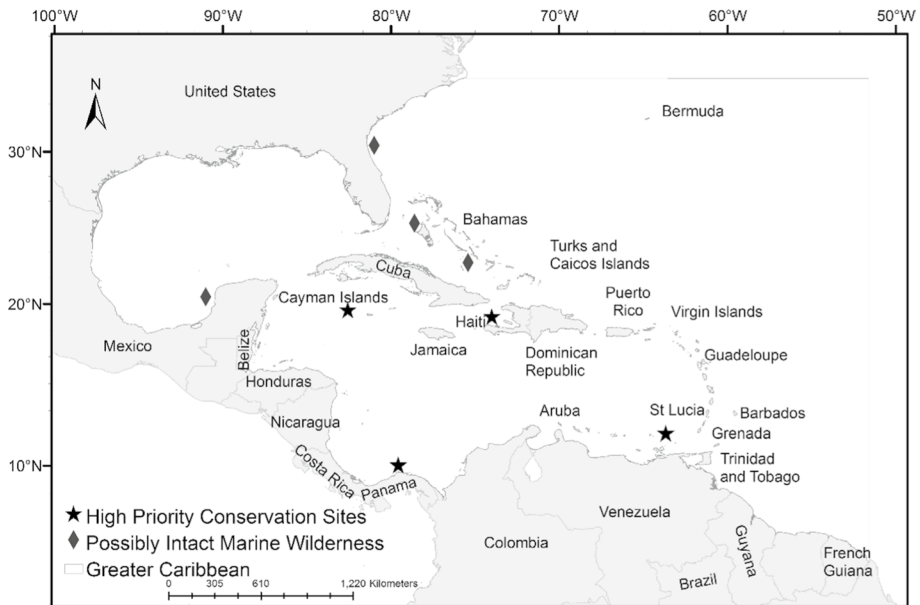 100°W 90°W 80°W 70°W 60°W 50°W
N
United States
Bermuda
30°N
Bahamas
Turks and
Caicos Islands
Cuba
20°N
Cayman Islands
Puerto
Rico
Virgin Islands
Haiti
Mexico
Belize
Jamaica
Dominican
Republic
Guadeloupe
Honduras
Aruba
St Lucia
Barbados
Nicaragua
Grenada
Costa Rica
10°N
Panama
Trinidad
and Tobago
High Priority Conservation Sites
Possibly Intact Marine Wilderness
Greater Caribbean
0 305 610 1,220 Kilometers
Venezuela
Colombia
Guyana
French
Guiana
Brazil